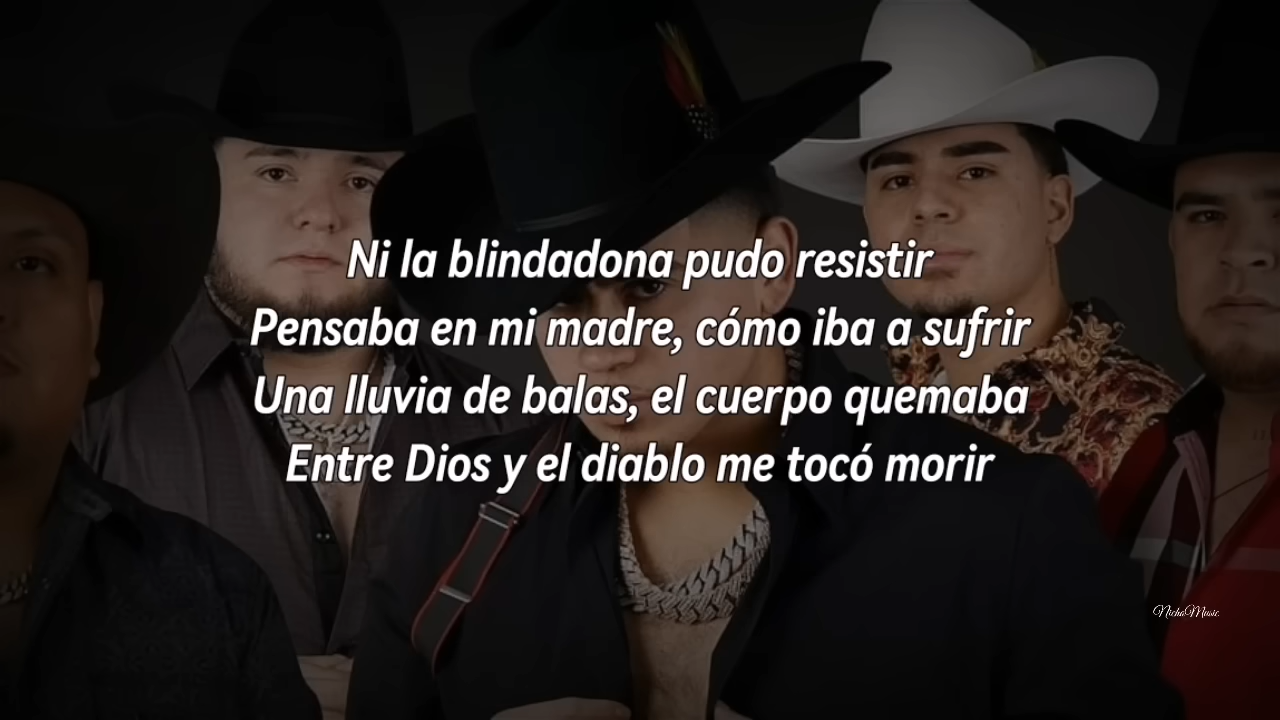 Ni la blindadona pudo resistir
Pensaba en mi madre, cómo iba a sufrir
Una lluvia de balas, el cuerpo quemaba
Entre Dios y el diablo me tocó morir
NichaMusic